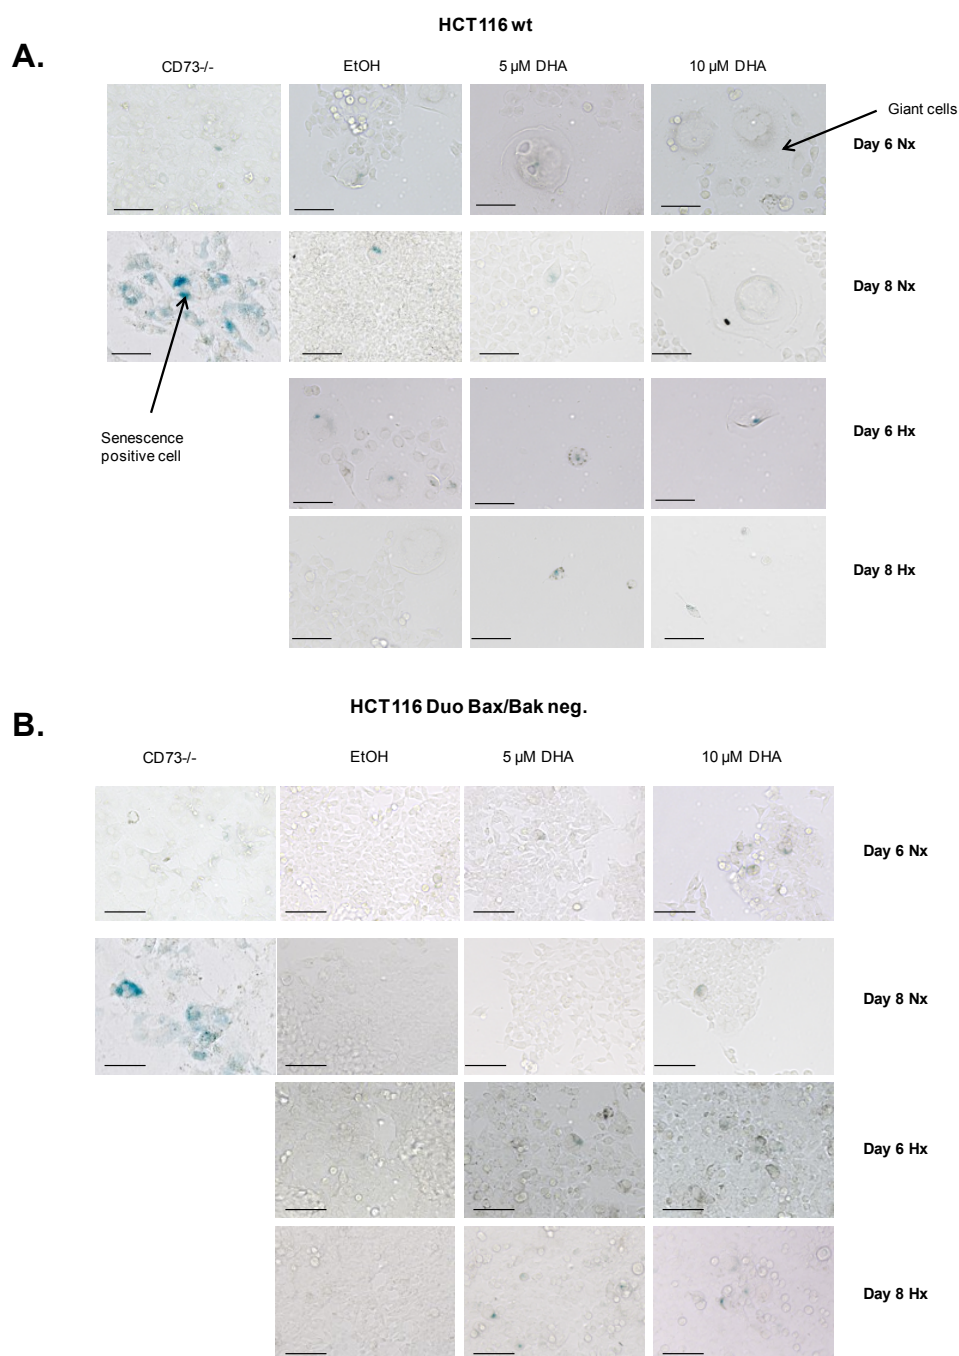 HCT116 wt
A.
CD73-/- EtOH 5 µM DHA 10 µM DHA
Giant cells
Day 6 Nx
Day 8 Nx
Day 6 Hx
Senescence
positive cell
Day 8 Hx
HCT116 Duo Bax/Bak neg.
B.
CD73-/- EtOH 5 µM DHA 10 µM DHA
Day 6 Nx
Day 8 Nx
Day 6 Hx
Day 8 Hx